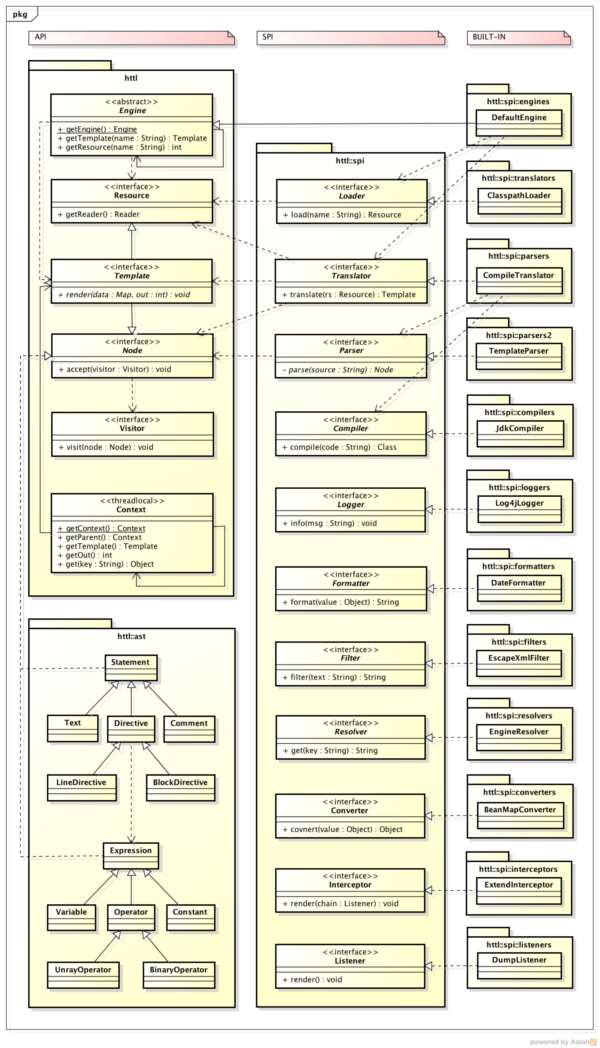 pkg
API
SPI
BUILT-IN
httl
<<abstract>>
Engine
+ getEngine() : Engine
+ getTemplate(name : String) : Template
+ getResource(name : String) : int
<<interface>>
Resource
+ getReader() : Reader
<<interface>>
Template
+ render(data : Map, out : int) : void
<<interface>>
Node
+ accept(visitor : Visitor) : void
<<interface>>
Visitor
+ visit(node : Node) : void
<<threadlocal>>
Context
+ getContext() : Context
+ getParent() : Context
+ getTemplate() : Template
+ getOut() : int
+ get(key : String) : Object
httl::ast
Statement
Text
Directive
Comment
LineDirective
BlockDirective
Expression
Variable
Operator
Constant
UnrayOperator
BinaryOperator
httl::spi
<<interface>>
Loader
+ load(name : String) : Resource
<<interface>>
Translator
+ translate(rs : Resource) : Template
<<interface>>
Parser
- parse(source : String) : Node
<<interface>>
Compiler
+ compile(code : String) : Class
<<interface>>
Logger
+ info(msg : String) : void
<<interface>>
Formatter
+ format(value : Object) : String
<<interface>>
Filter
+ filter(text : String) : String
<<interface>>
Resolver
+ get(key : String) : String
<<interface>>
Converter
+ covnert(value : Object) : Object
<<interface>>
Interceptor
+ render(chain : Listener) : void
<<interface>>
Listener
+ render() : void
httl::spi::engines
DefaultEngine
httl::spi::translators
ClasspathLoader
httl::spi::parsers
CompileTranslator
httl::spi::parsers2
TemplateParser
httl::spi::compilers
JdkCompiler
httl::spi::loggers
Log4jLogger
httl::spi::formatters
DateFormatter
httl::spi::filters
EscapeXmlFilter
httl::spi::resolvers
EngineResolver
httl::spi::converters
BeanMapConverter
httl::spi::interceptors
ExtendInterceptor
httl::spi::listeners
DumpListener
powered by Astah